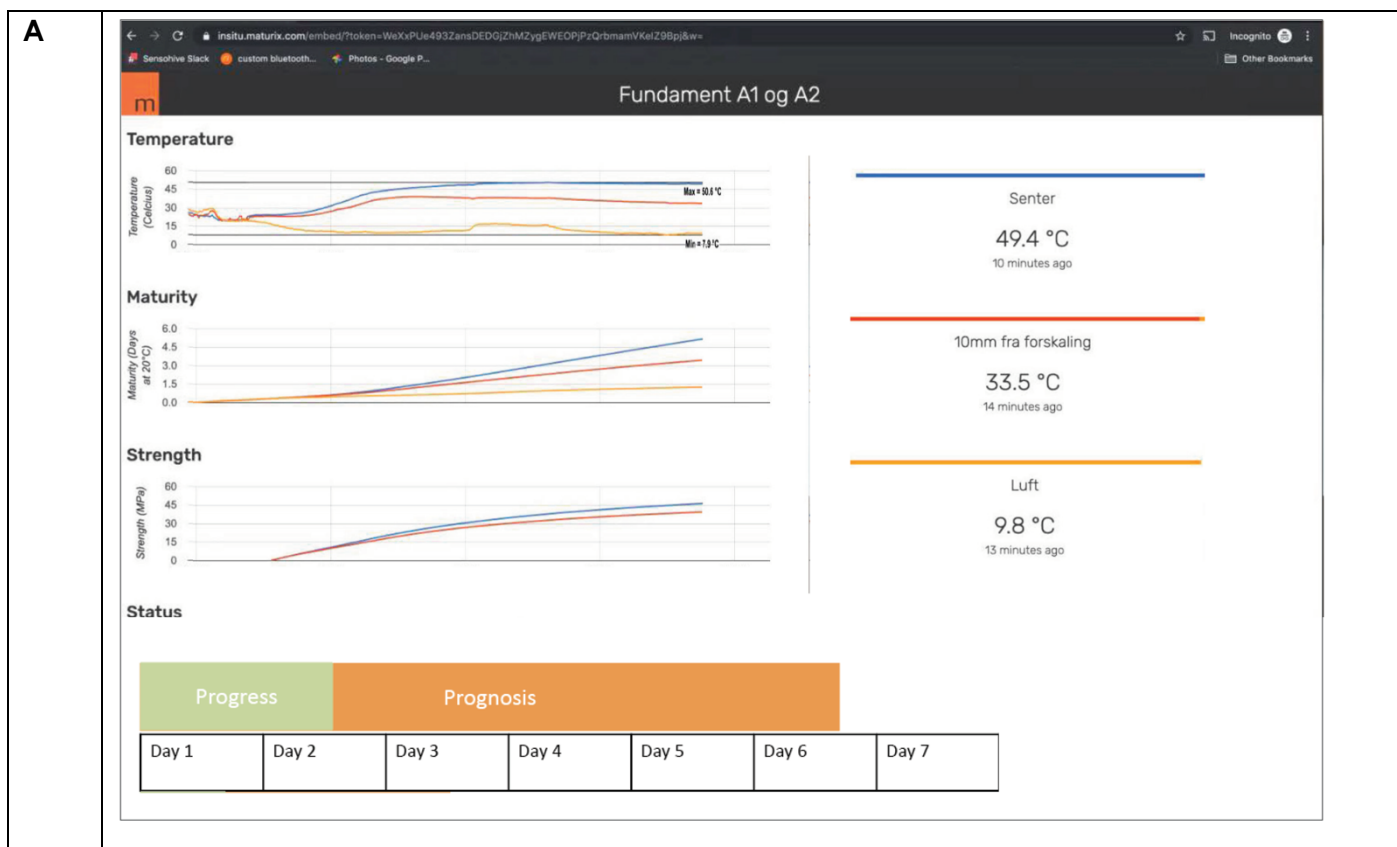 A
insitu.maturix.com/embed/?token=WeXxPUe493ZansDEDGjZhMZygEWEOPjPzQrbmamVKeIZ9Bpj&w=
Incognito
Sensohive Slack
custom bluetooth...
Photos - Google P...
Other Bookmarks
m
Fundament A1 og A2
Temperature
Temperature
(Celcius)
60
45
30
15
0
Max = 50.6 °C
Min = 7.9 °C
Senter
49.4 °C
10 minutes ago
Maturity
Maturity (Days
at 20°C)
6.0
4.5
3.0
1.5
0.0
10mm fra forskaling
33.5 °C
14 minutes ago
Strength
Strength (MPa)
60
45
30
15
0
Luft
9.8 °C
13 minutes ago
Status
Progress
Prognosis
Day 1
Day 2
Day 3
Day 4
Day 5
Day 6
Day 7